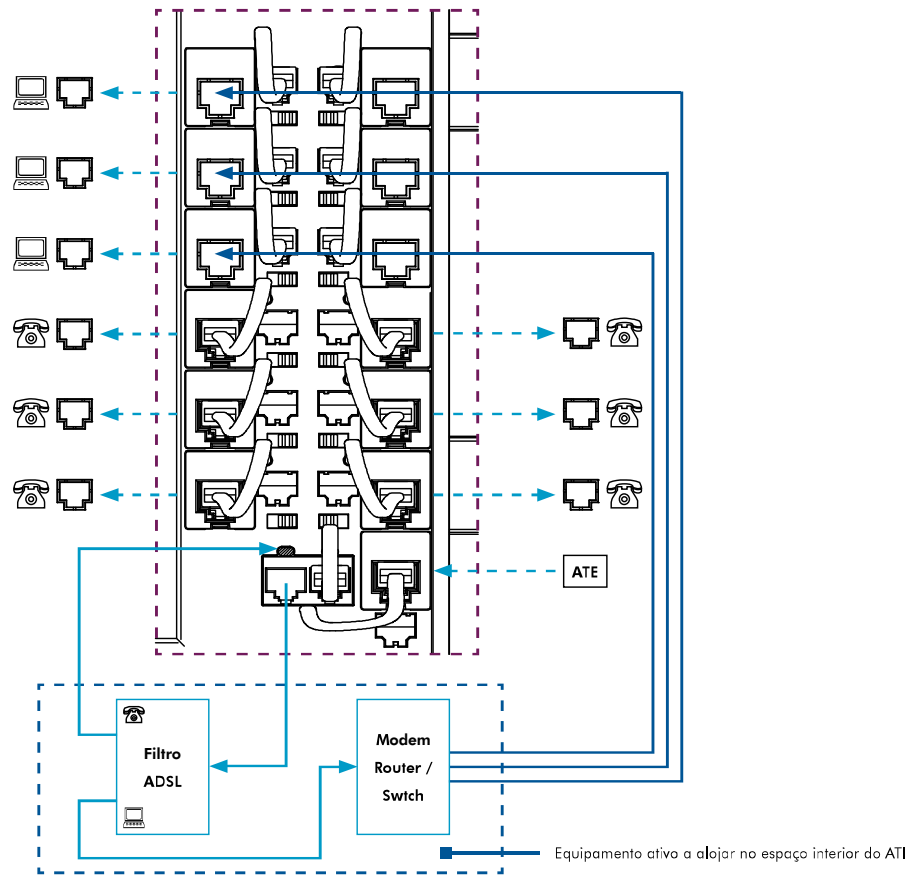 ATE
Filtro
ADSL
Modem
Router /
Swtch
Equipamento ativo a alojar no espaço interior do ATI